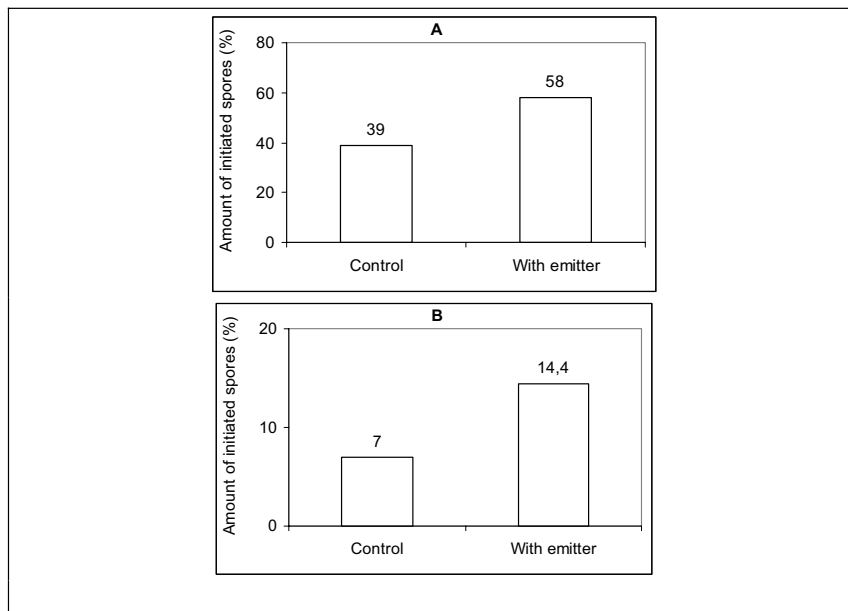 A
Amount of initiated spores (%)
80
60
40
20
0
39
58
Control With emitter
B
Amount of initiated spores (%)
20
10
0
7
14,4
Control With emitter